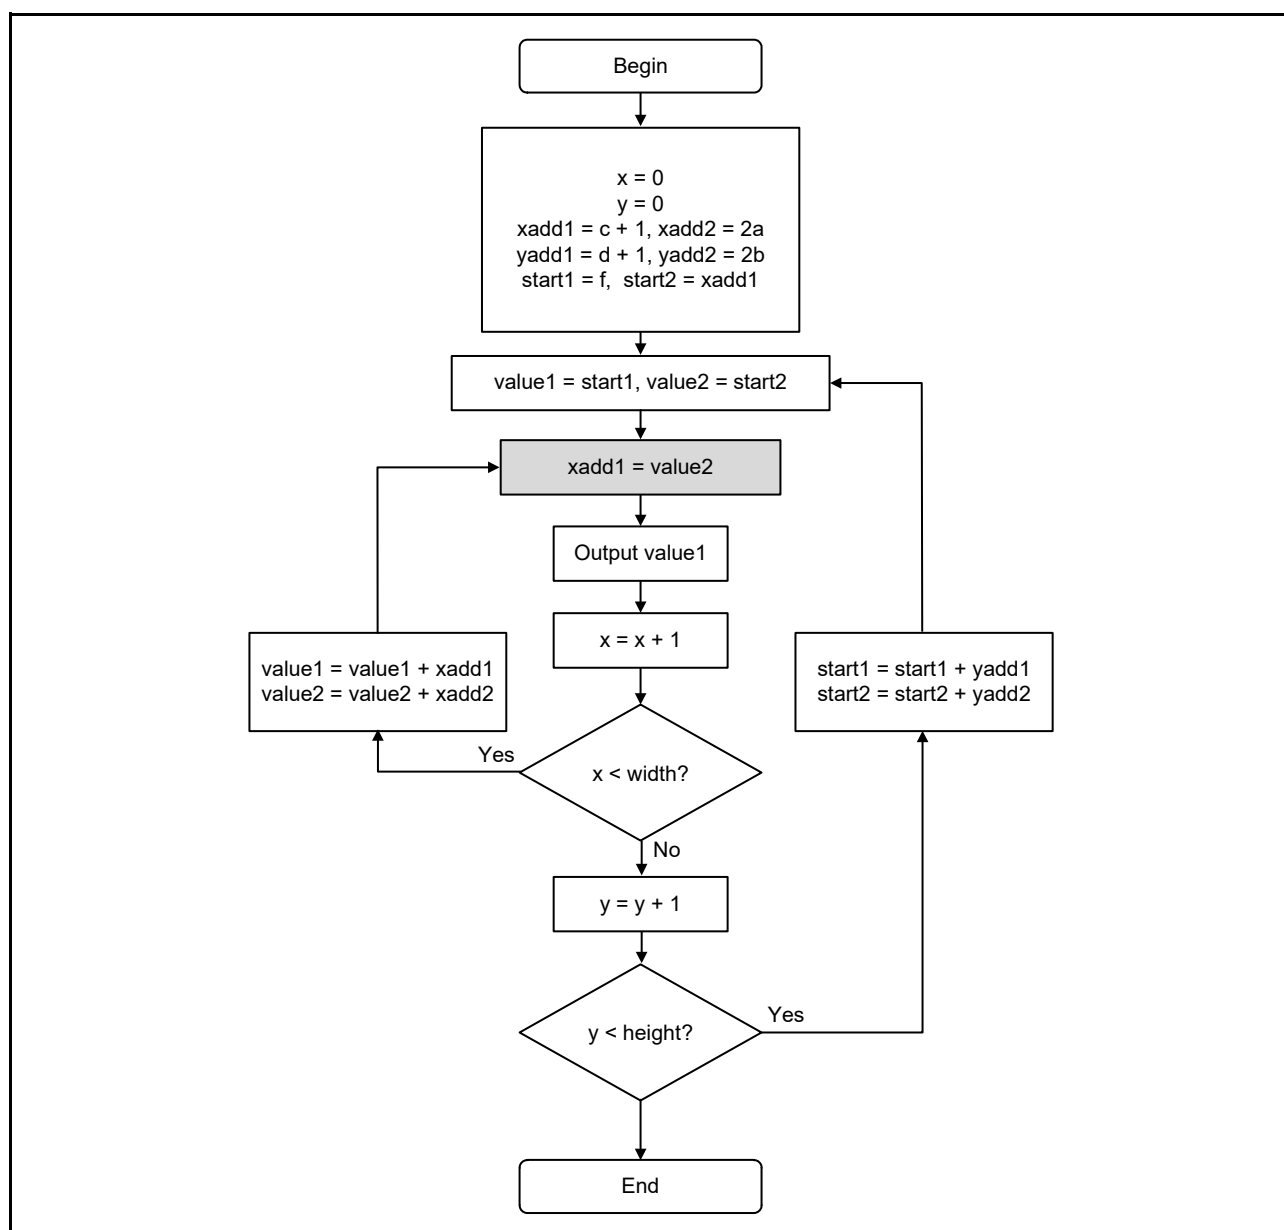 Begin
x = 0
y = 0
xadd1 = c + 1, xadd2 = 2a
yadd1 = d + 1, yadd2 = 2b
start1 = f,  start2 = xadd1
value1 = start1, value2 = start2
xadd1 = value2
Output value1
x = x + 1
value1 = value1 + xadd1
value2 = value2 + xadd2
start1 = start1 + yadd1
start2 = start2 + yadd2
Yes
x < width?
No
y = y + 1
Yes
y < height?
End